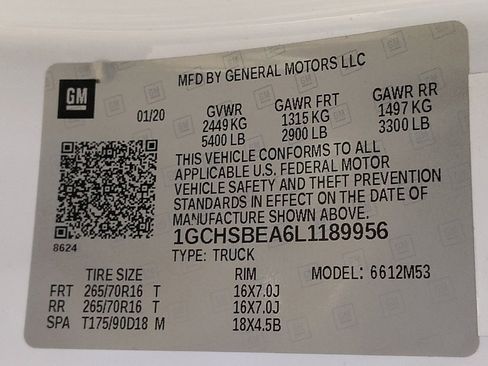 MFD BY GENERAL MOTORS LLC
GM
01/20
GVWR GAWR FRT GAWR RR
2449 KG 1315 KG 1497 KG
5400 LB 2900 LB 3300 LB
THIS VEHICLE CONFORMS TO ALL
APPLICABLE U.S. FEDERAL MOTOR
VEHICLE SAFETY AND THEFT PREVENTION
STANDARDS IN EFFECT ON THE DATE OF
MANUFACTURE SHOWN ABOVE.
8624
1GCHSBEA6L1189956
TYPE: TRUCK MODEL: 6612M53
TIRE SIZE RIM
FRT 265/70R16 T 16X7.0J
RR 265/70R16 T 16X7.0J
SPA T175/90D18 M 18X4.5B